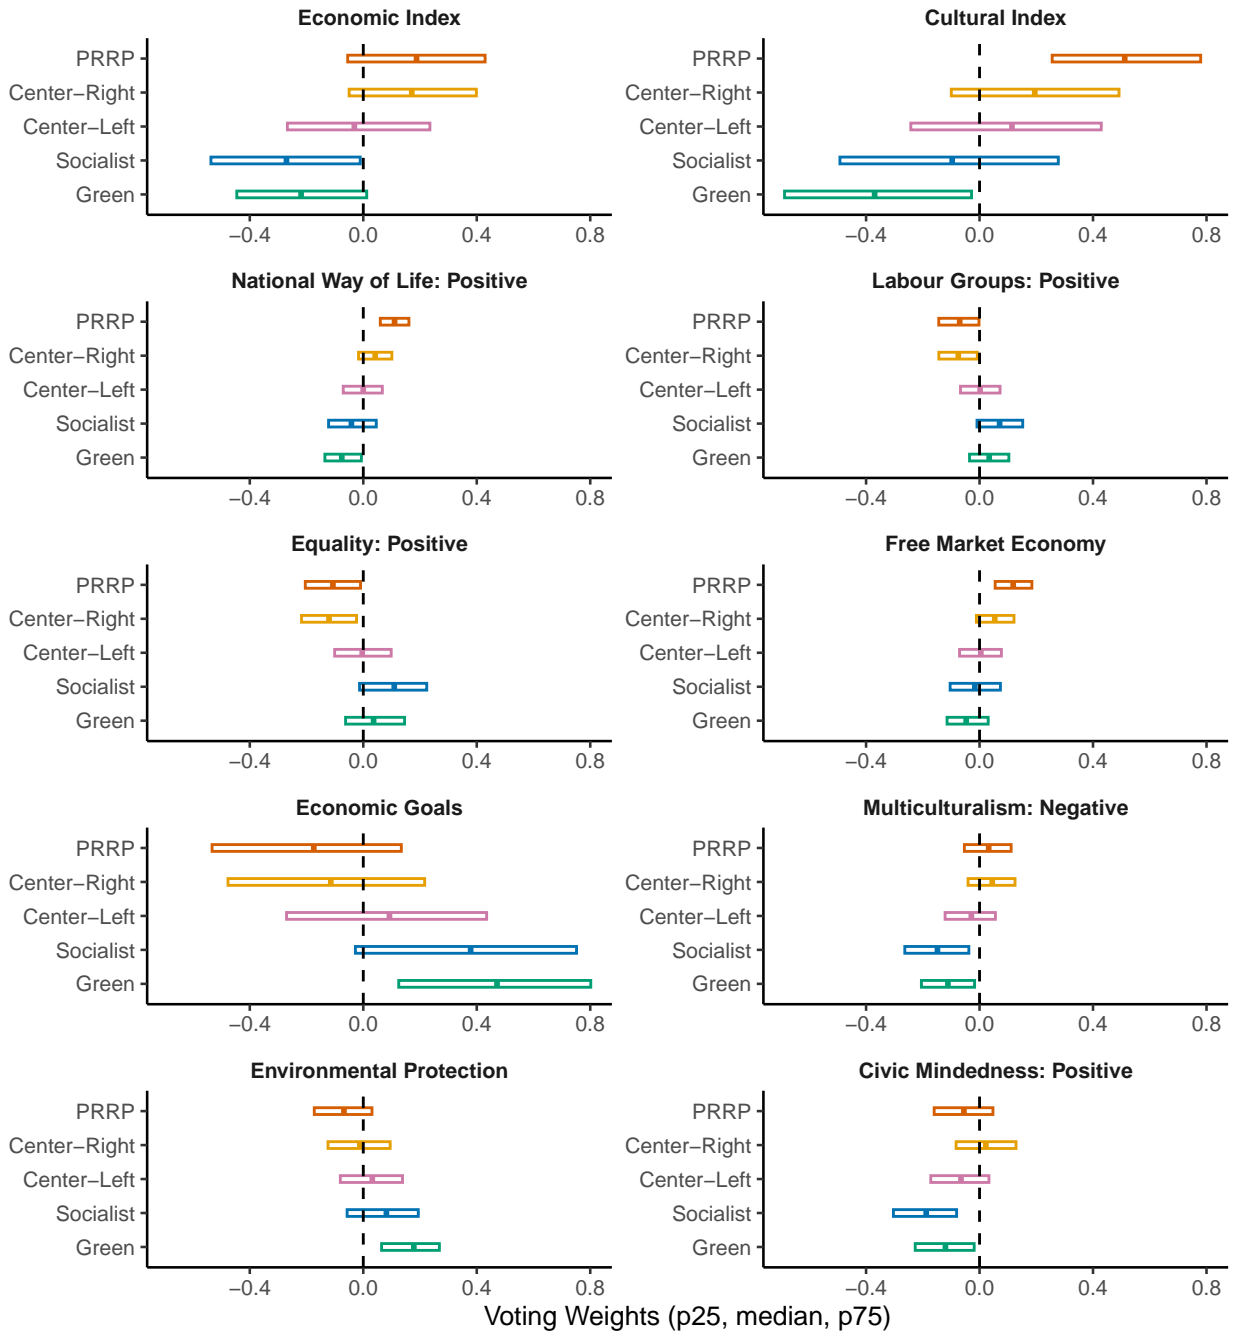 Economic Index
PRRP
Center−Right
Center−Left
Socialist
Green
−0.4 0.0 0.4 0.8
Cultural Index
PRRP
Center−Right
Center−Left
Socialist
Green
−0.4 0.0 0.4 0.8
National Way of Life: Positive
PRRP
Center−Right
Center−Left
Socialist
Green
−0.4 0.0 0.4 0.8
Labour Groups: Positive
PRRP
Center−Right
Center−Left
Socialist
Green
−0.4 0.0 0.4 0.8
Equality: Positive
PRRP
Center−Right
Center−Left
Socialist
Green
−0.4 0.0 0.4 0.8
Free Market Economy
PRRP
Center−Right
Center−Left
Socialist
Green
−0.4 0.0 0.4 0.8
Economic Goals
PRRP
Center−Right
Center−Left
Socialist
Green
−0.4 0.0 0.4 0.8
Multiculturalism: Negative
PRRP
Center−Right
Center−Left
Socialist
Green
−0.4 0.0 0.4 0.8
Environmental Protection
PRRP
Center−Right
Center−Left
Socialist
Green
−0.4 0.0 0.4 0.8
Civic Mindedness: Positive
PRRP
Center−Right
Center−Left
Socialist
Green
−0.4 0.0 0.4 0.8
Voting Weights (p25, median, p75)